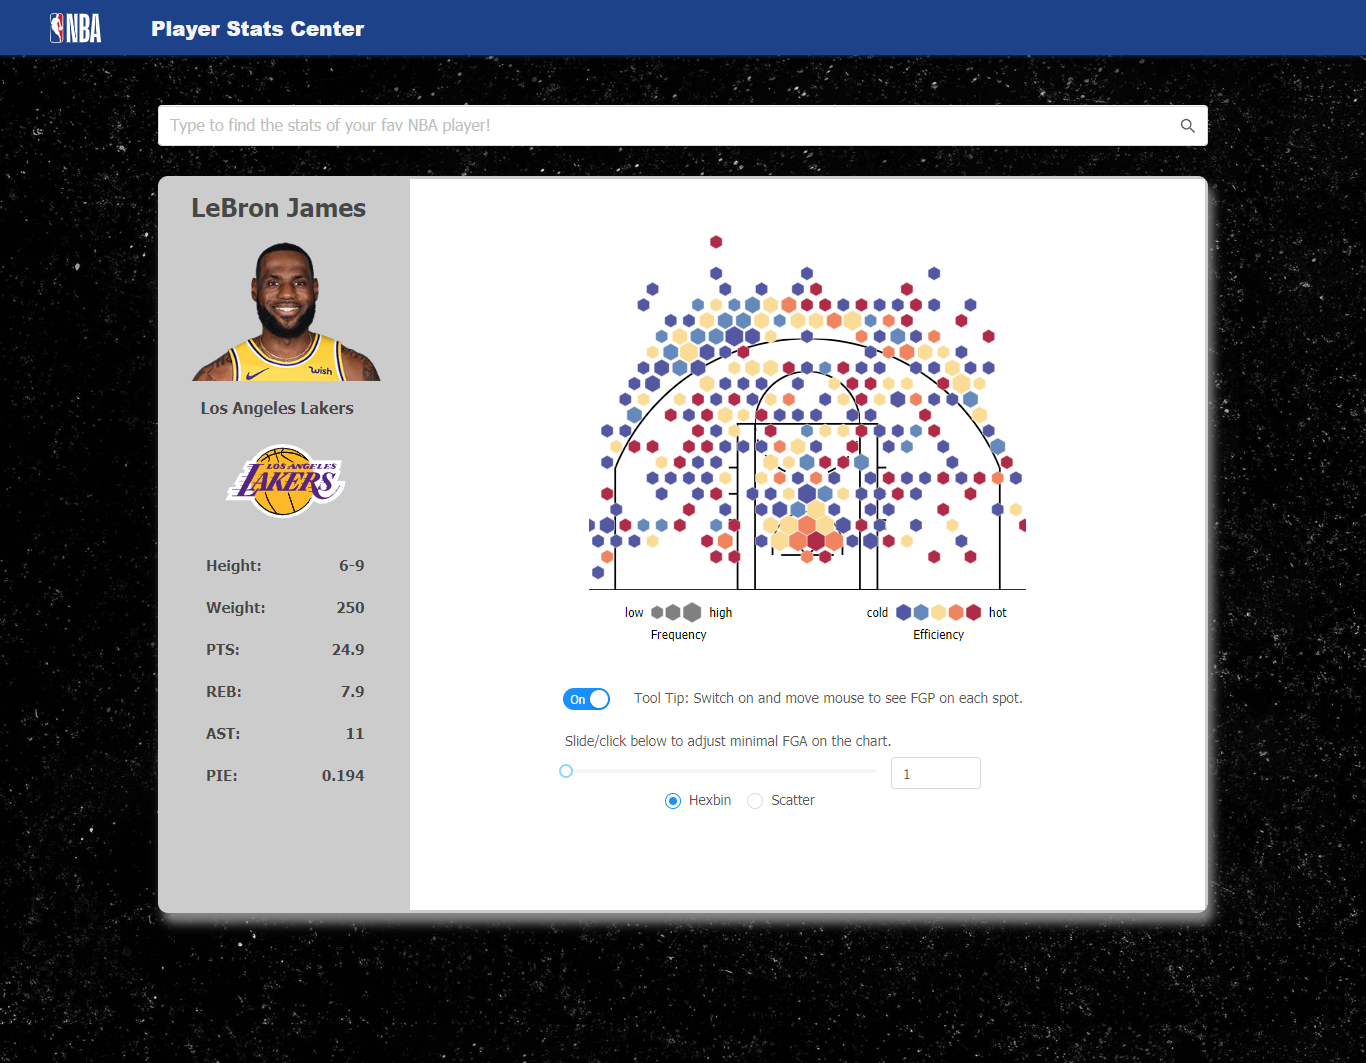 NBA
Player Stats Center
Type to find the stats of your fav NBA player!
LeBron James
wish
Los Angeles Lakers
LOS ANGELES
LAKERS
Height: 6-9
Weight: 250
PTS: 24.9
REB: 7.9
AST: 11
PIE: 0.194
low high
Frequency
cold hot
Efficiency
On Tool Tip: Switch on and move mouse to see FGP on each spot.
Slide/click below to adjust minimal FGA on the chart.
1
Hexbin Scatter